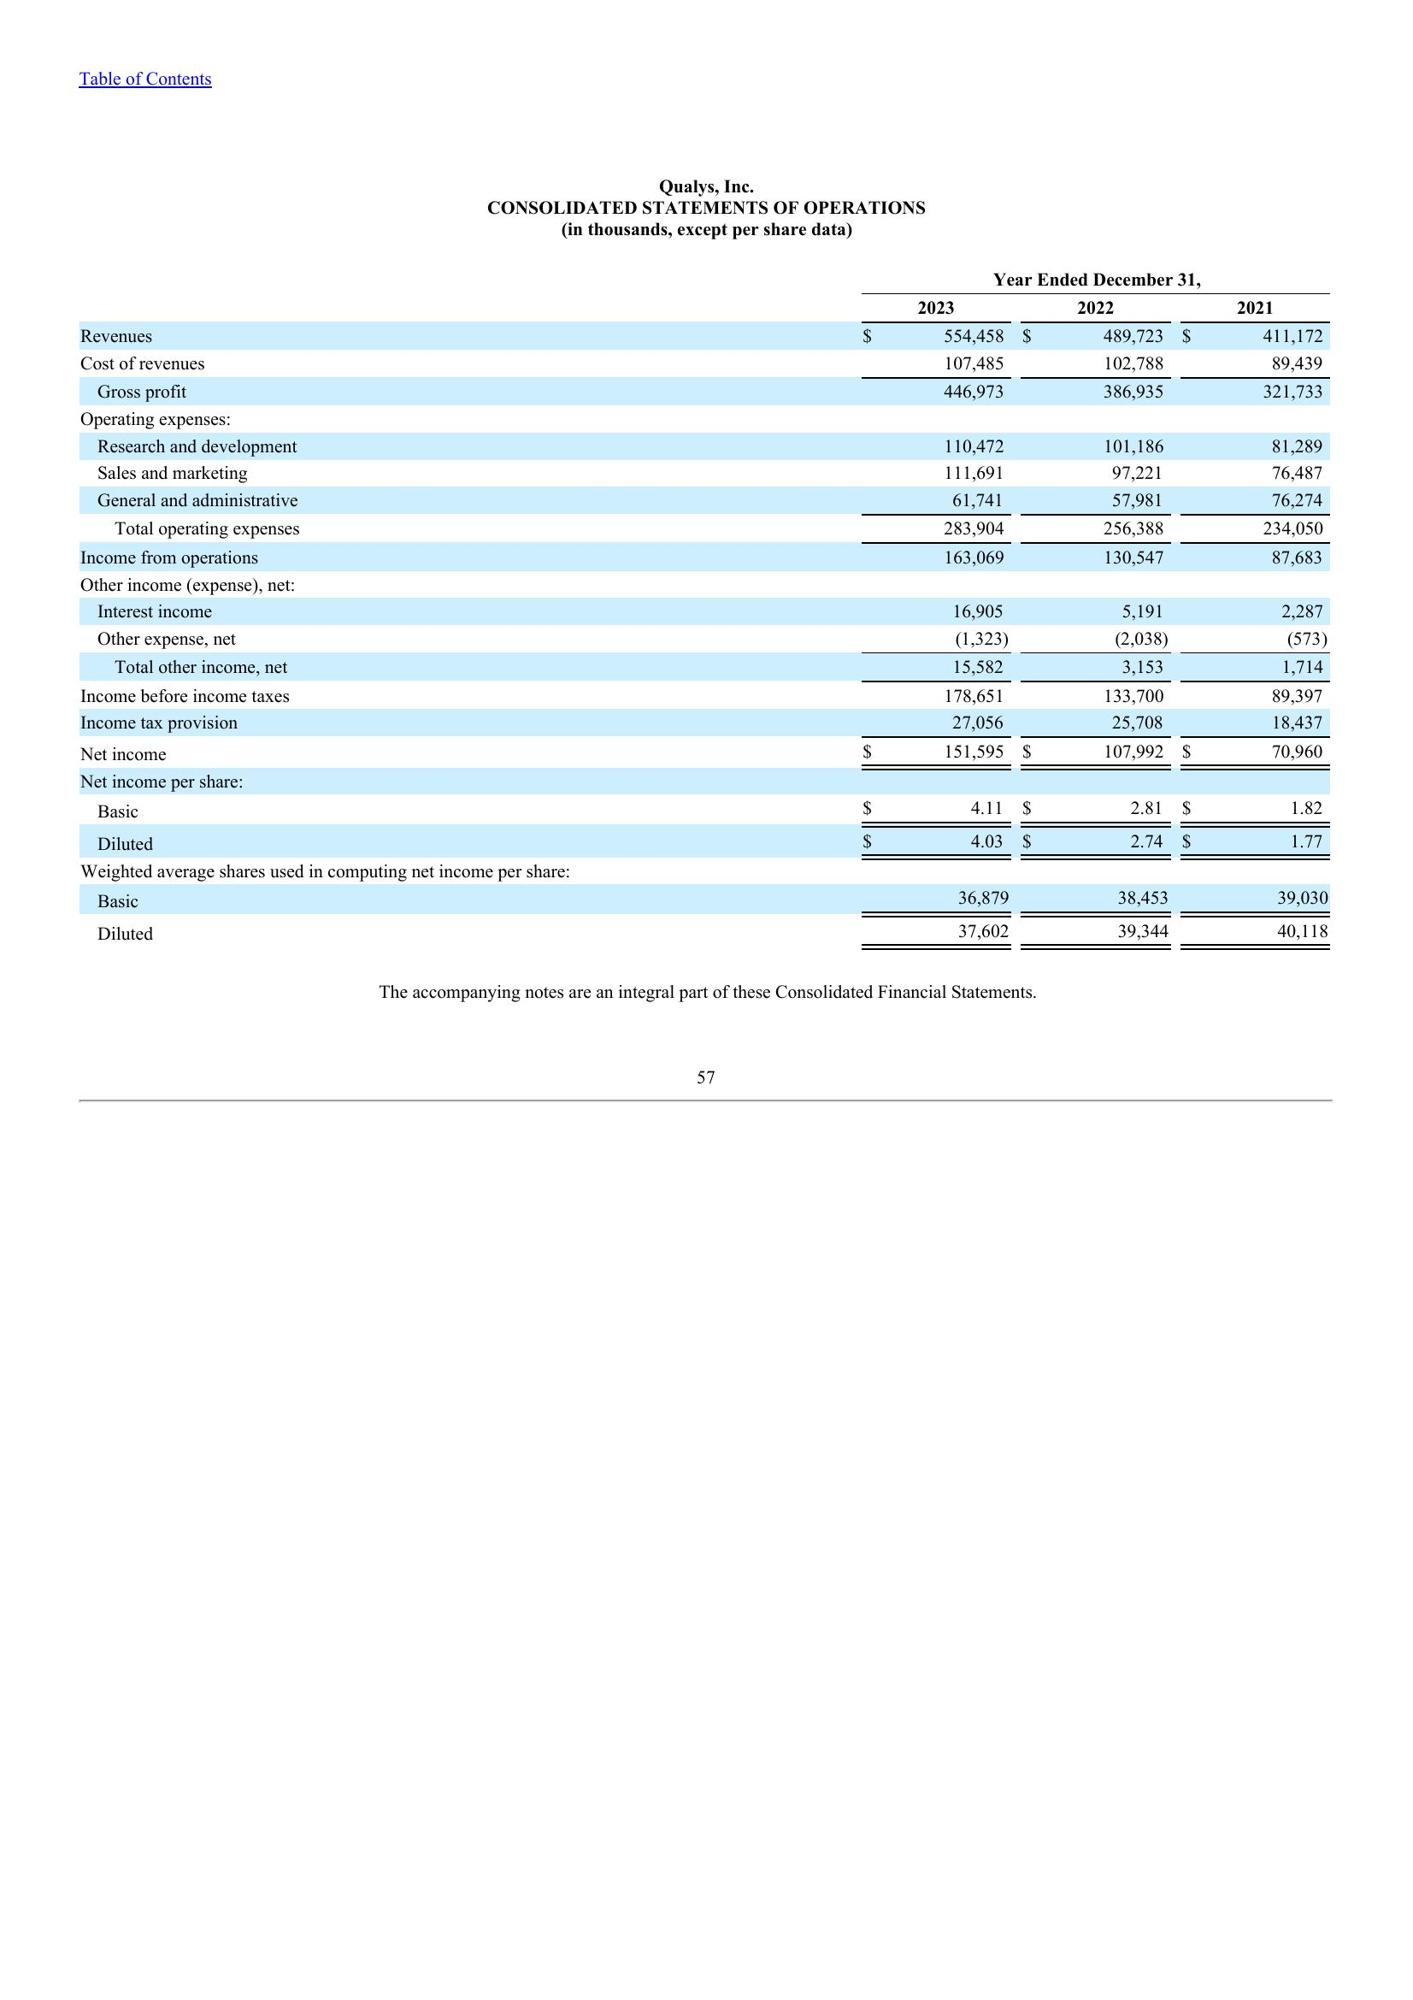 Table of Contents
Qualys, Inc.
CONSOLIDATED STATEMENTS OF OPERATIONS
(in thousands, except per share data)
Year Ended December 31,
2023 2022 2021
Revenues $ 554,458 $ 489,723 $ 411,172
Cost of revenues 107,485 102,788 89,439
Gross profit 446,973 386,935 321,733
Operating expenses:
Research and development 110,472 101,186 81,289
Sales and marketing 111,691 97,221 76,487
General and administrative 61,741 57,981 76,274
Total operating expenses 283,904 256,388 234,050
Income from operations 163,069 130,547 87,683
Other income (expense), net:
Interest income 16,905 5,191 2,287
Other expense, net (1,323) (2,038) (573)
Total other income, net 15,582 3,153 1,714
Income before income taxes 178,651 133,700 89,397
Income tax provision 27,056 25,708 18,437
Net income $ 151,595 $ 107,992 $ 70,960
Net income per share:
Basic $ 4.11 $ 2.81 $ 1.82
Diluted $ 4.03 $ 2.74 $ 1.77
Weighted average shares used in computing net income per share:
Basic 36,879 38,453 39,030
Diluted 37,602 39,344 40,118
The accompanying notes are an integral part of these Consolidated Financial Statements.
57